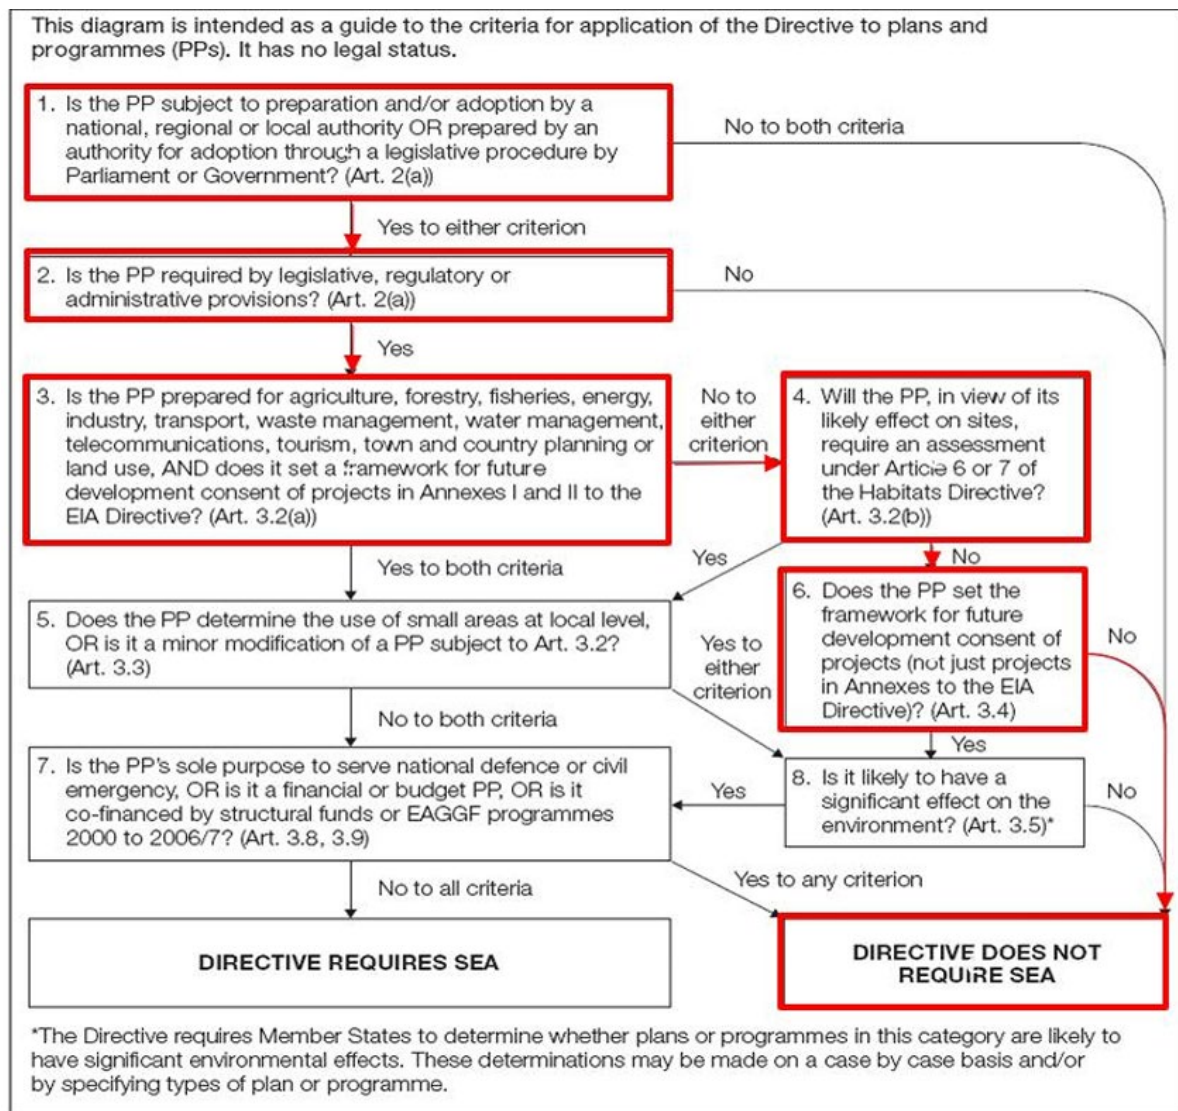 This diagram is intended as a guide to the criteria for application of the Directive to plans and
programmes (PPs). It has no legal status.
1. Is the PP subject to preparation and/or adoption by a
national, regional or local authority OR prepared by an
authority for adoption through a legislative procedure by
Parliament or Government? (Art. 2(a))
No to both criteria
Yes to either criterion
2. Is the PP required by legislative, regulatory or
administrative provisions? (Art. 2(a))
No
Yes
3. Is the PP prepared for agriculture, forestry, fisheries, energy,
industry, transport, waste management, water management,
telecommunications, tourism, town and country planning or
land use, AND does it set a framework for future
development consent of projects in Annexes I and II to the
EIA Directive? (Art. 3.2(a))
No to
either
criterion
4. Will the PP, in view of its
likely effect on sites,
require an assessment
under Article 6 or 7 of
the Habitats Directive?
(Art. 3.2(b))
Yes to both criteria
Yes
No
5. Does the PP determine the use of small areas at local level,
OR is it a minor modification of a PP subject to Art. 3.2?
(Art. 3.3)
Yes to
either
criterion
6. Does the PP set the
framework for future
development consent of
projects (not just projects
in Annexes to the EIA
Directive)? (Art. 3.4)
No
No to both criteria
Yes
7. Is the PP's sole purpose to serve national defence or civil
emergency, OR is it a financial or budget PP, OR is it
co-financed by structural funds or EAGGF programmes
2000 to 2006/7? (Art. 3.8, 3.9)
Yes
8. Is it likely to have a
significant effect on the
environment? (Art. 3.5)*
No
No to all criteria
Yes to any criterion
DIRECTIVE REQUIRES SEA
DIRECTIVE DOES NOT
REQUIRE SEA
*The Directive requires Member States to determine whether plans or programmes in this category are likely to
have significant environmental effects. These determinations may be made on a case by case basis and/or
by specifying types of plan or programme.